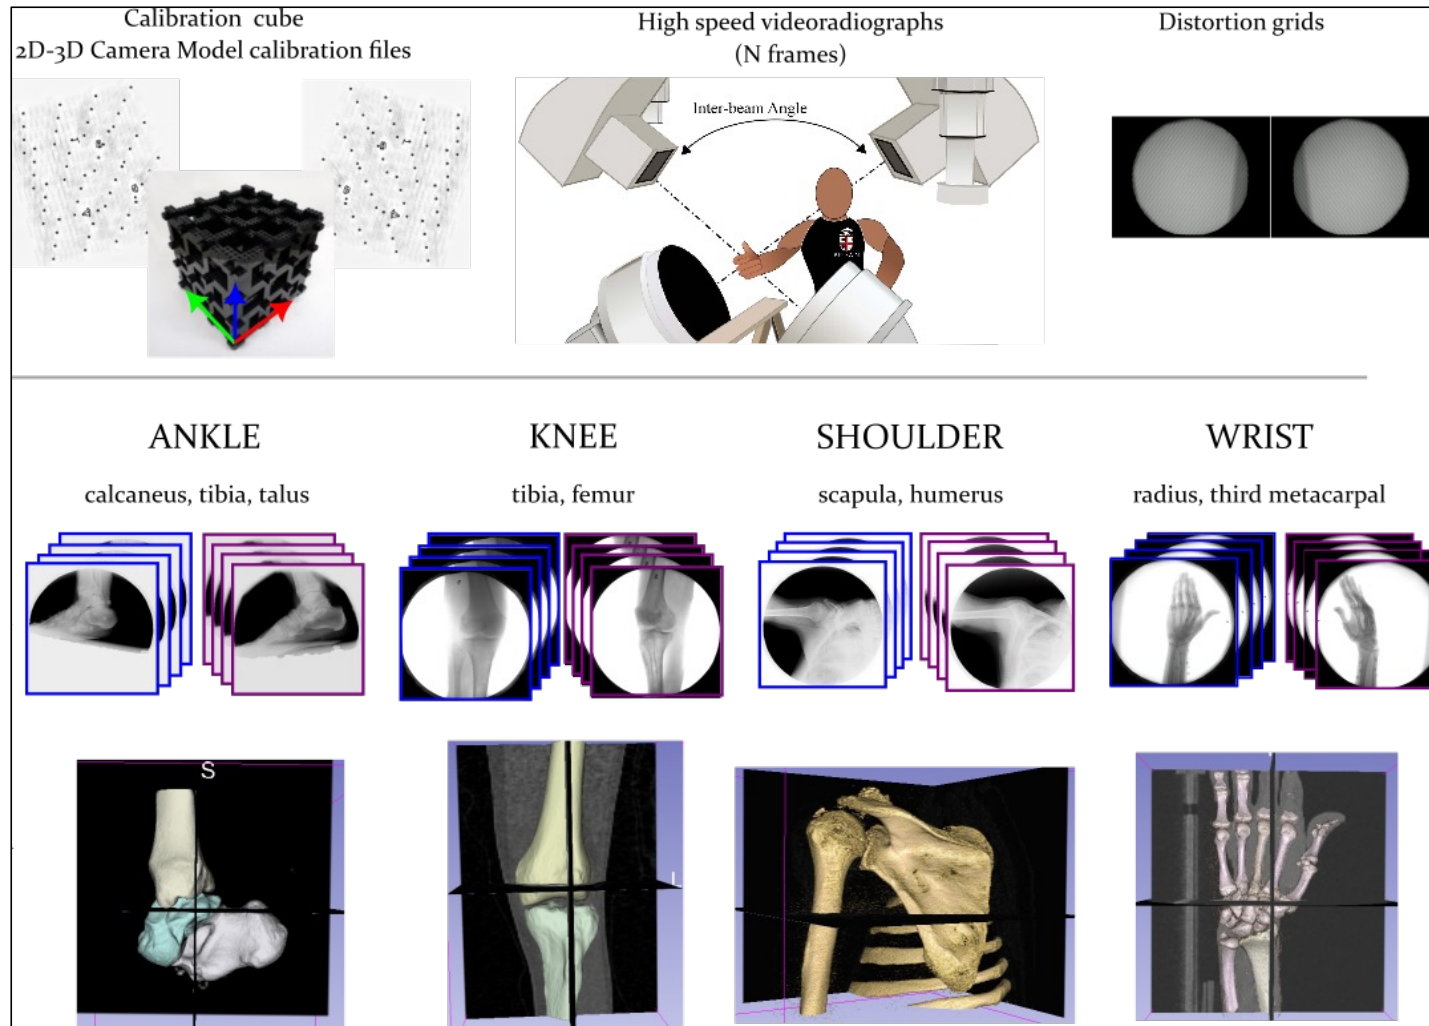 Calibration cube
2D-3D Camera Model calibration files
High speed videoradiographs
(N frames)
Distortion grids
Inter-beam Angle
ANKLE
KNEE
SHOULDER
WRIST
calcaneus, tibia, talus
tibia, femur
scapula, humerus
radius, third metacarpal
S
L